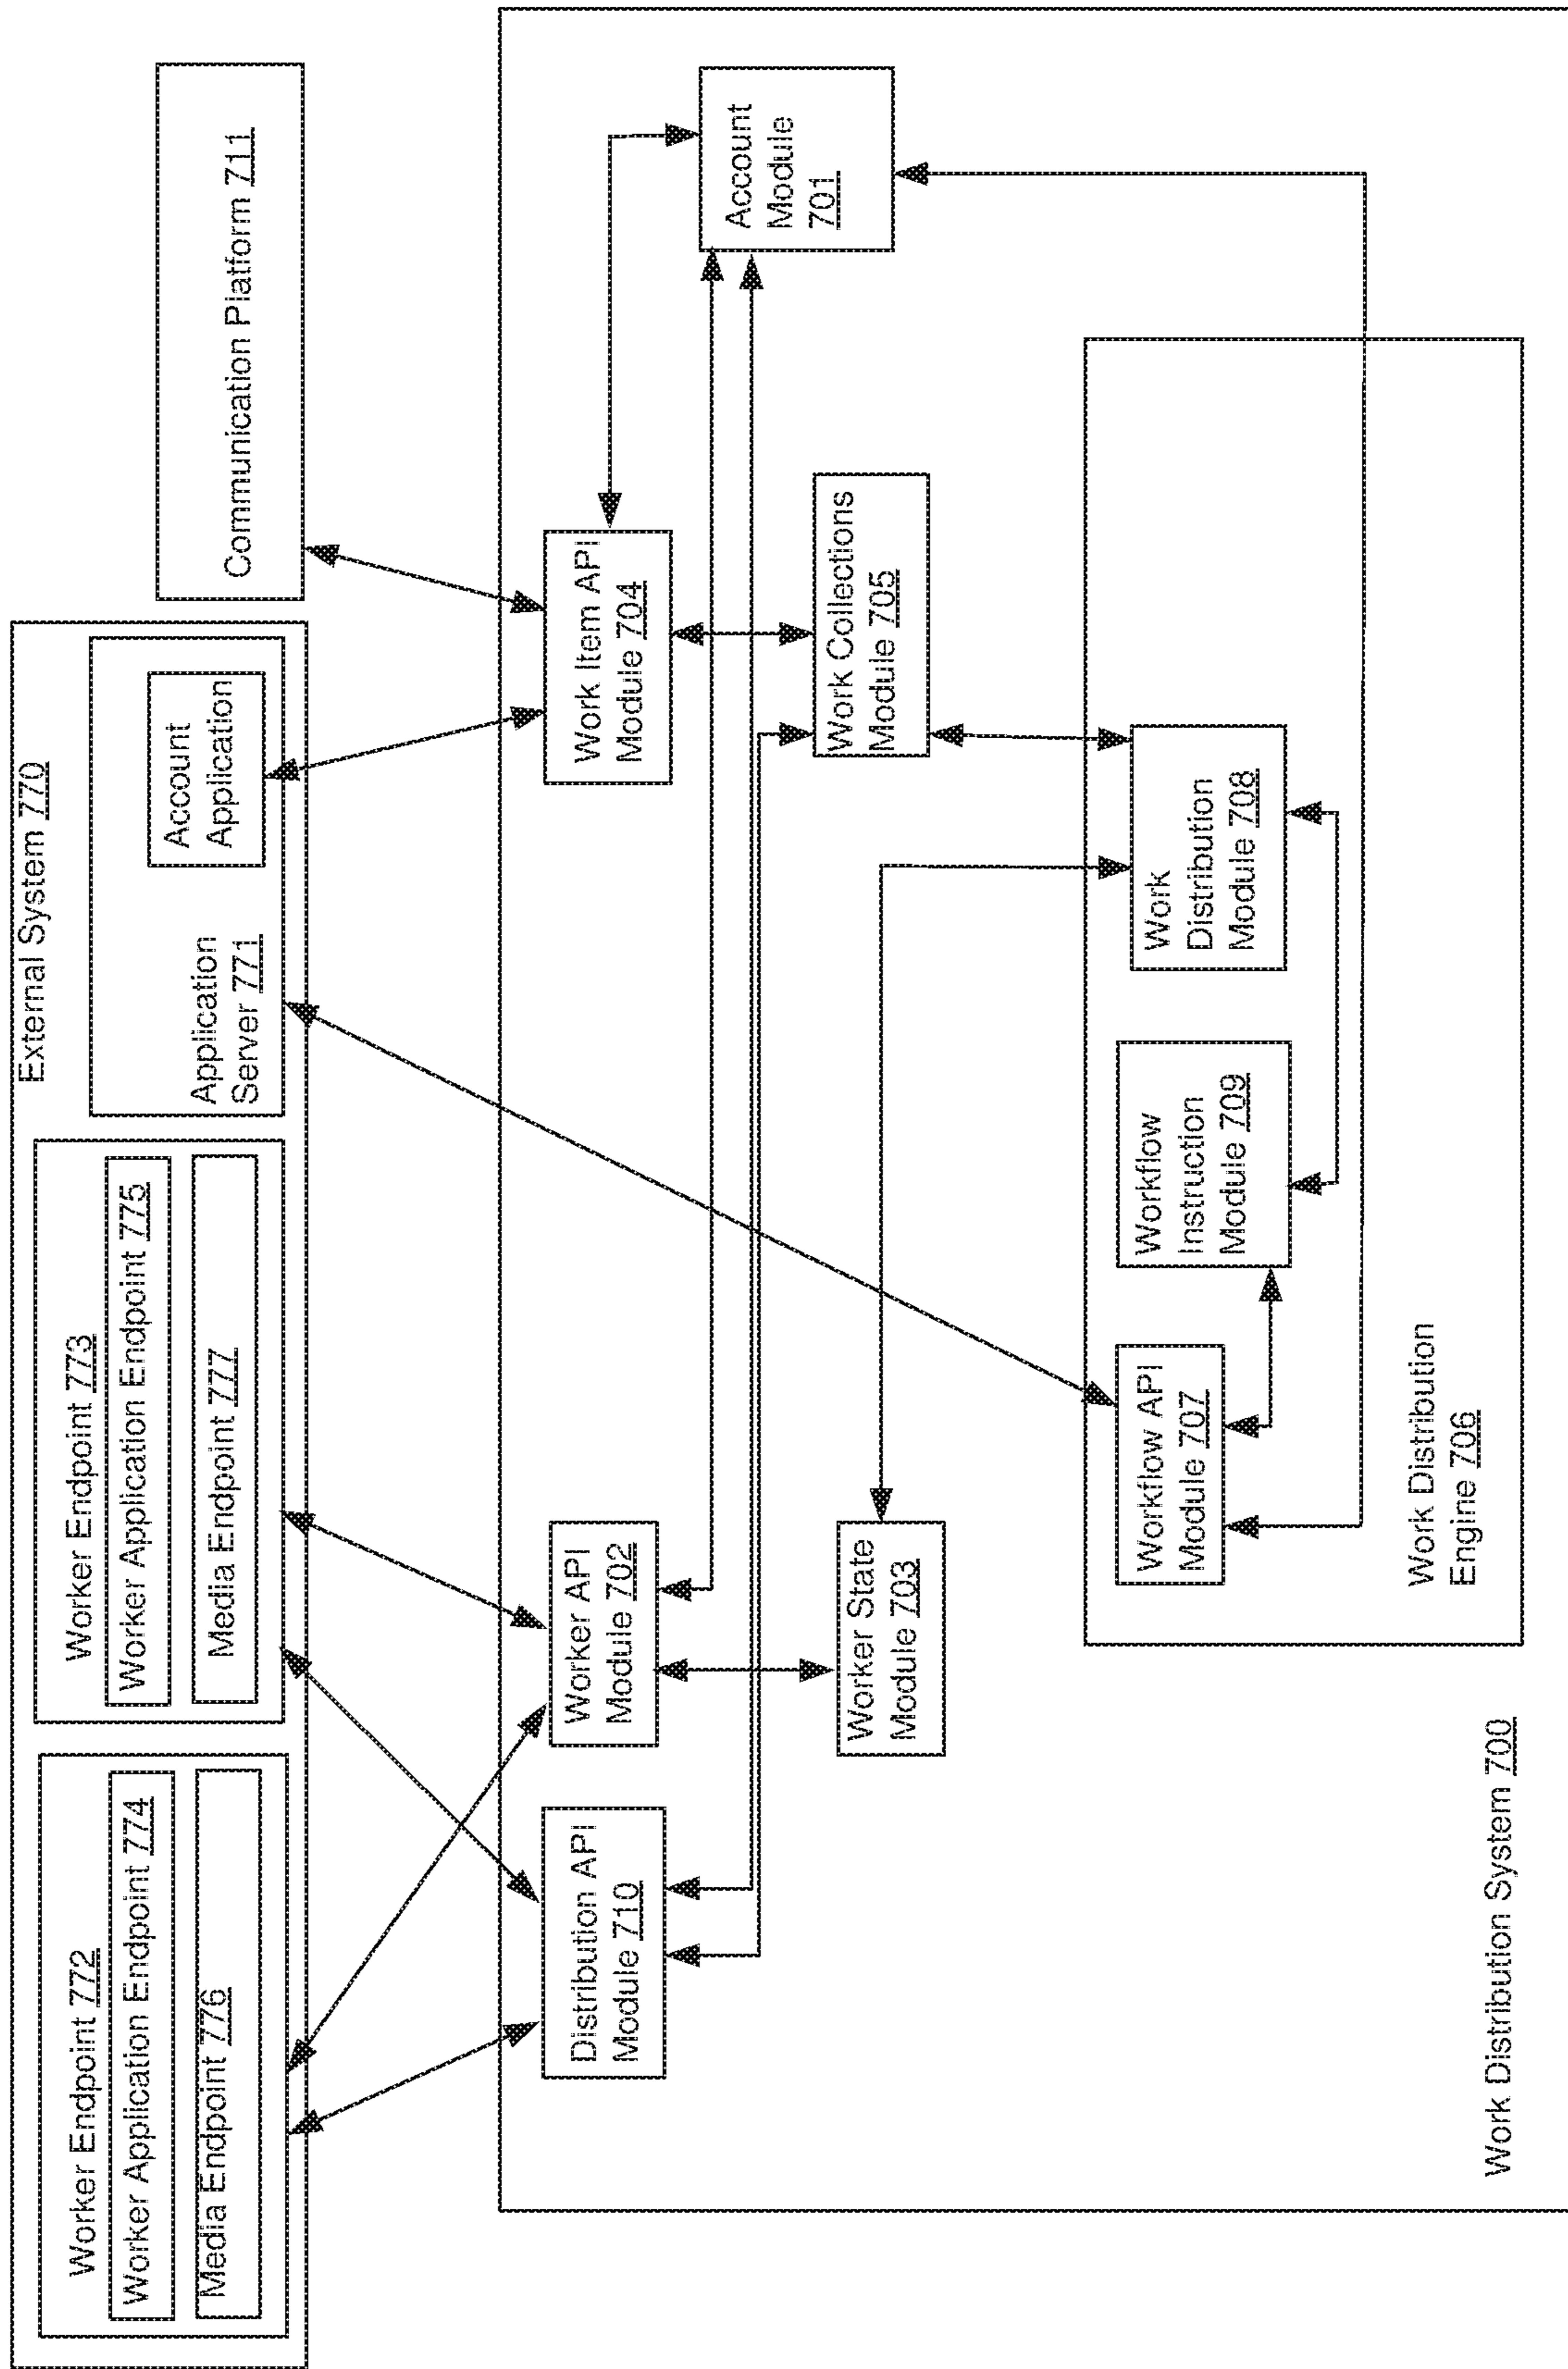 External System 770
Worker Endpoint 772
Worker Application Endpoint 774
Media Endpoint 776
Worker Endpoint 773
Worker Application Endpoint 775
Media Endpoint 777
Application
Server 771
Account
Application
Communication Platform 711
Distribution API
Module 710
Worker API
Module 702
Work Item API
Module 704
Account
Module
701
Worker State
Module 703
Work Collections
Module 705
Workflow API
Module 707
Workflow
Instruction
Module 709
Work
Distribution
Module 708
Work Distribution
Engine 706
Work Distribution System 700